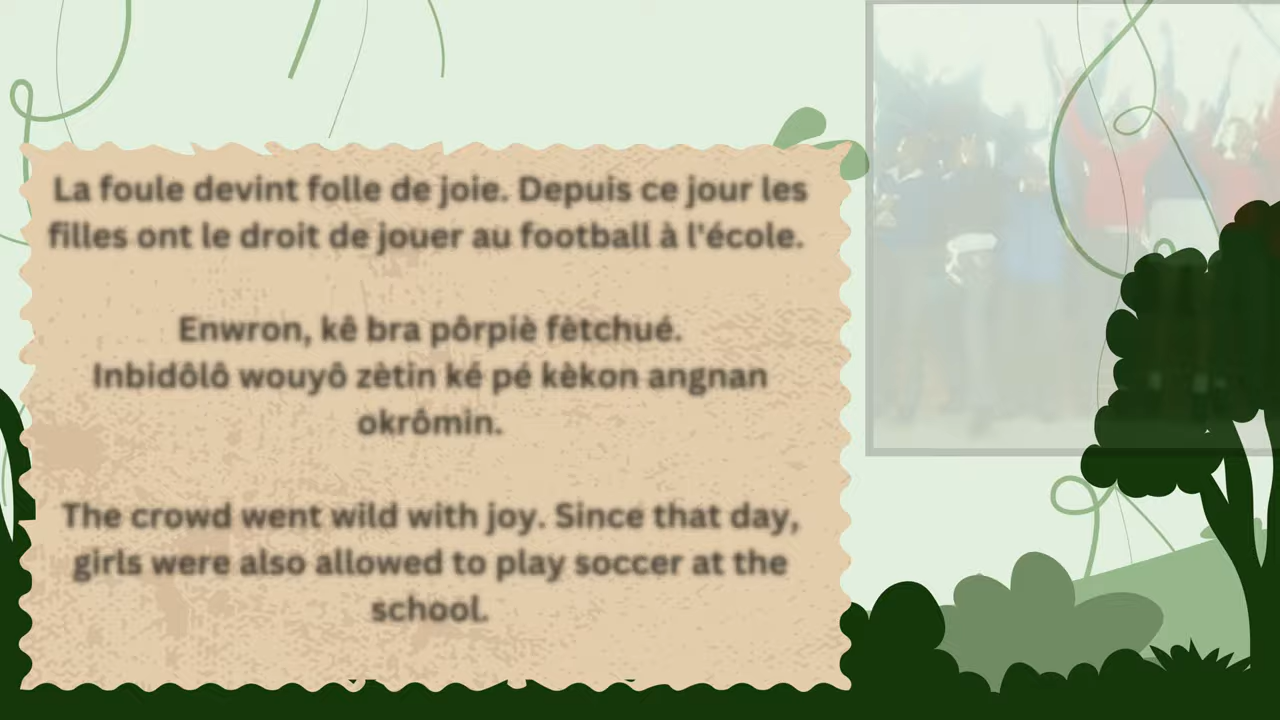 La foule devint folle de joie. Depuis ce jour les
filles ont le droit de jouer au football à l'école.
Enwron, kê bra pôrpiè fètchué.
Inbidôlô wouyô zètin ké pé kèkon angnan
okrômin.
The crowd went wild with joy. Since that day,
girls were also allowed to play soccer at the
school.